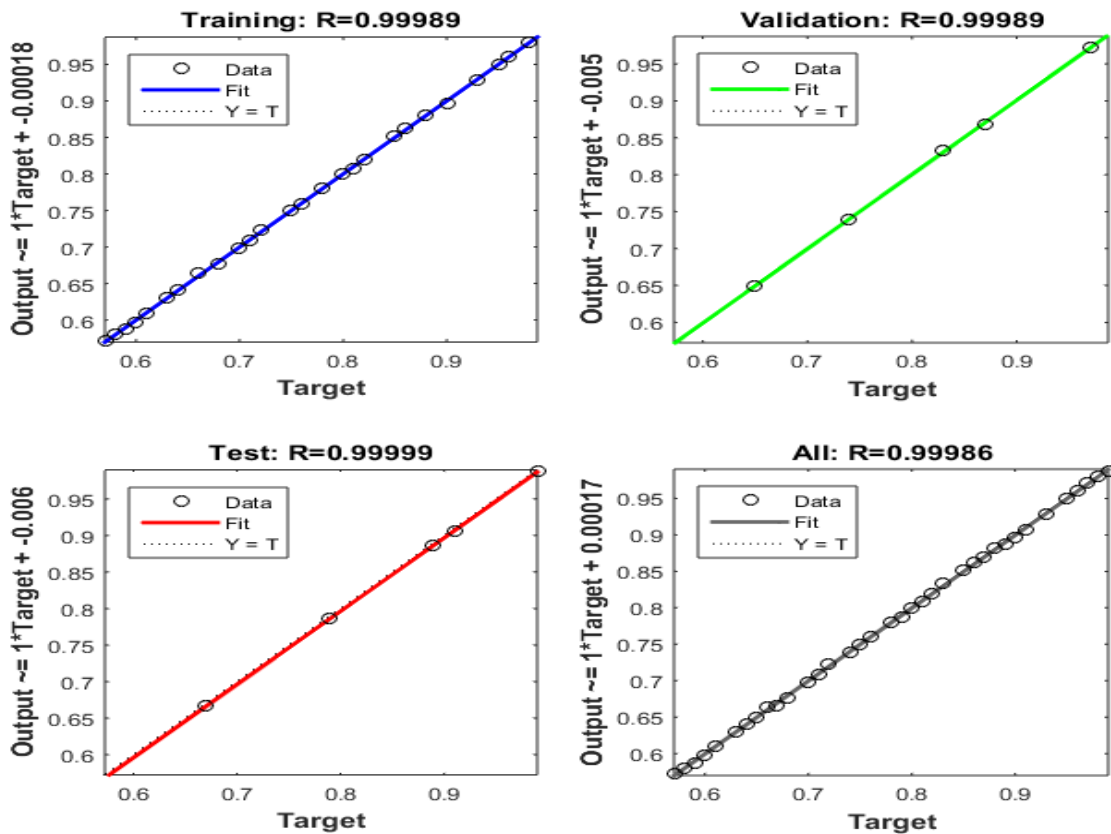 Training: R=0.99989
Output ~= 1*Target + -0.00018
Data
Fit
Y = T
0.95
0.9
0.85
0.8
0.75
0.7
0.65
0.6
0.6 0.7 0.8 0.9
Target
Validation: R=0.99989
Output ~= 1*Target + -0.005
Data
Fit
Y = T
0.95
0.9
0.85
0.8
0.75
0.7
0.65
0.6
0.6 0.7 0.8 0.9
Target
Test: R=0.99999
Output ~= 1*Target + -0.006
Data
Fit
Y = T
0.95
0.9
0.85
0.8
0.75
0.7
0.65
0.6
0.6 0.7 0.8 0.9
Target
All: R=0.99986
Output ~= 1*Target + 0.00017
Data
Fit
Y = T
0.95
0.9
0.85
0.8
0.75
0.7
0.65
0.6
0.6 0.7 0.8 0.9
Target